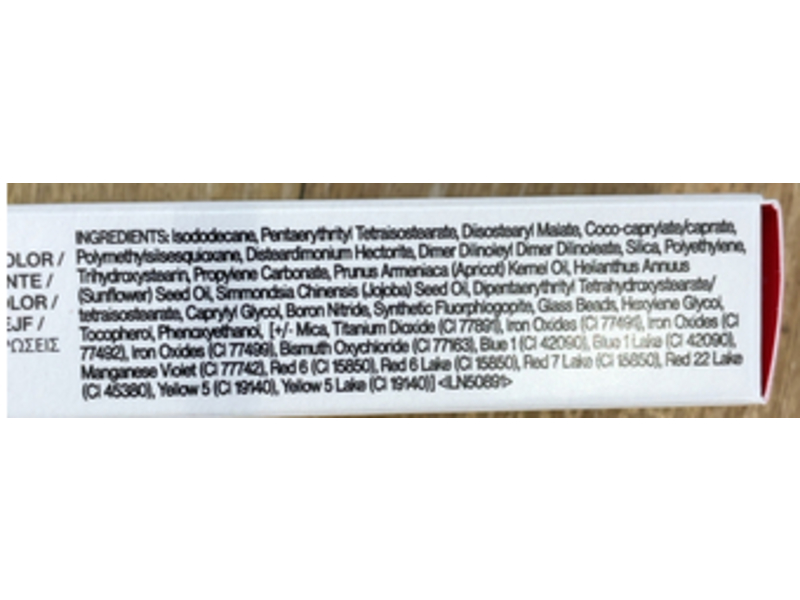 OLOR /
NTE /
OLOR /
EJF /
ΡΩΣΕΙΣ
INGREDIENTS: Isododecane, Pentaerythrityl Tetraisostearate, Diisostearyl Malate, Coco-caprylate/caprate,
Polymethylsilsesquioxane, Disteardimonium Hectorite, Dimer Dilinoleyl Dimer Dilinoleate, Silica, Polyethylene,
Trihydroxystearin, Propylene Carbonate, Prunus Armeniaca (Apricot) Kernel Oil, Helianthus Annuus
(Sunflower) Seed Oil, Simmondsia Chinensis (Jojoba) Seed Oil, Dipentaerythrityl Tetrahydroxystearate/
tetraisostearate, Caprylyl Glycol, Boron Nitride, Synthetic Fluorphlogopite, Glass Beads, Hexylene Glycol,
Tocopherol, Phenoxyethanol, [+/- Mica, Titanium Dioxide (CI 77891), Iron Oxides (CI 77491), Iron Oxides (CI
77492), Iron Oxides (CI 77499), Bismuth Oxychloride (CI 77163), Blue 1 (CI 42090), Blue 1 Lake (CI 42090),
Manganese Violet (CI 77742), Red 6 (CI 15850), Red 6 Lake (CI 15850), Red 7 Lake (CI 15850), Red 22 Lake
(CI 45380), Yellow 5 (CI 19140), Yellow 5 Lake (CI 19140)] <ILN50891>